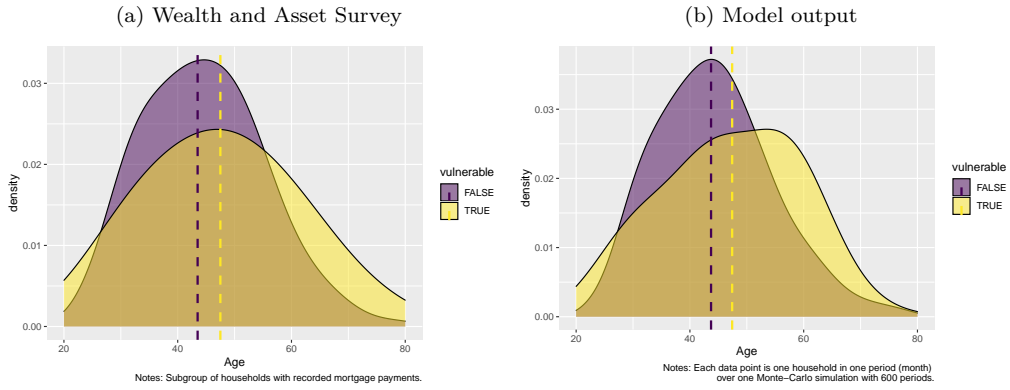 (a) Wealth and Asset Survey
0.03
0.02
0.01
0.00
density
20 40 60 80
Age
vulnerable
FALSE
TRUE
Notes: Subgroup of households with recorded mortgage payments.
(b) Model output
0.03
0.02
0.01
0.00
density
20 40 60 80
Age
vulnerable
FALSE
TRUE
Notes: Each data point is one household in one period (month)
over one Monte−Carlo simulation with 600 periods.